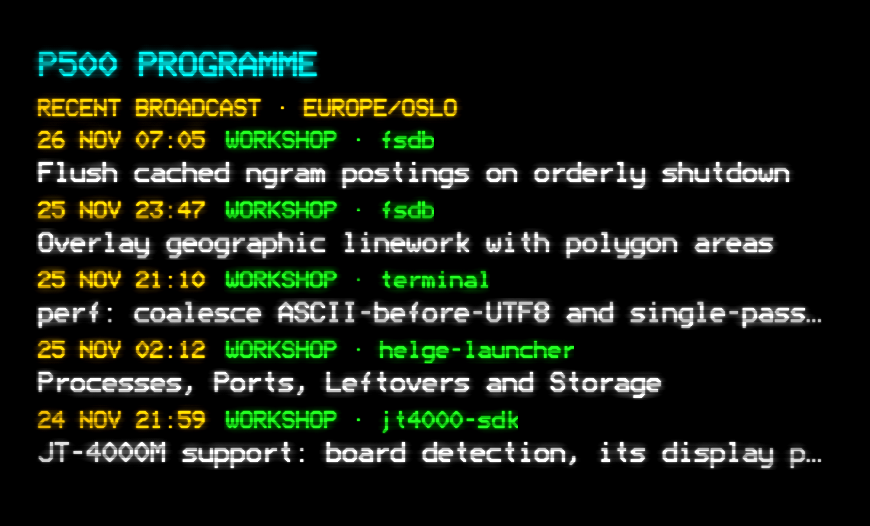 P500 PROGRAMME
RECENT BROADCAST · EUROPE/OSLO
26 NOV 07:05 WORKSHOP · fsdb
Flush cached ngram postings on orderly shutdown
25 NOV 23:47 WORKSHOP · fsdb
Overlay geographic linework with polygon areas
25 NOV 21:10 WORKSHOP · terminal
perf: coalesce ASCII-before-UTF8 and single-pass…
25 NOV 02:12 WORKSHOP · helge-launcher
Processes, Ports, Leftovers and Storage
24 NOV 21:59 WORKSHOP · jt4000-sdk
JT-4000M support: board detection, its display p…